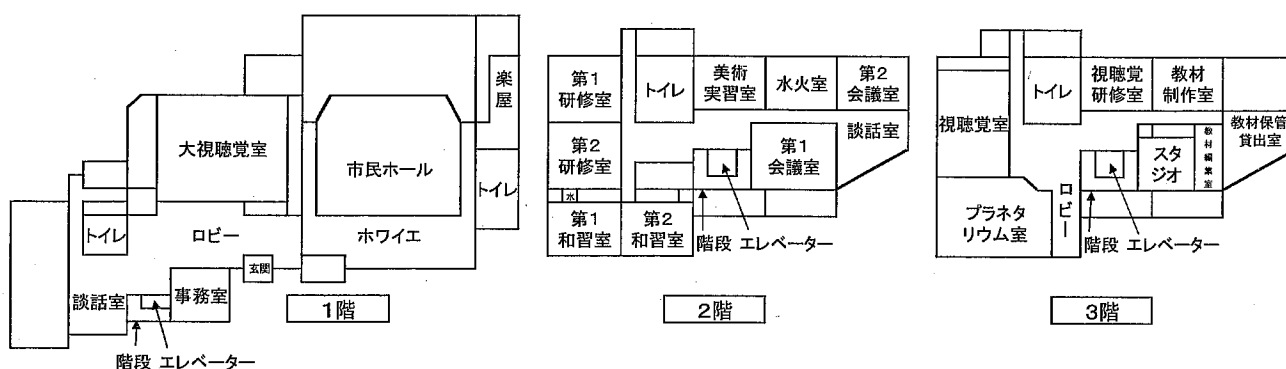 楽屋
大視聴覚室
市民ホール
トイレ
トイレ
ロビー
ホワイエ
玄関
談話室
事務室
階段 エレベーター
1階
第1
研修室
トイレ
美術
実習室
水火室
第2
会議室
談話室
第2
研修室
第1
会議室
水
第1
和習室
第2
和習室
階段 エレベーター
2階
トイレ
視聴覚
研修室
教材
制作室
視聴覚室
教材保管
貸出室
スタ
ジオ
教材編集室
プラネタ
リウム室
ロビー
階段 エレベーター
3階